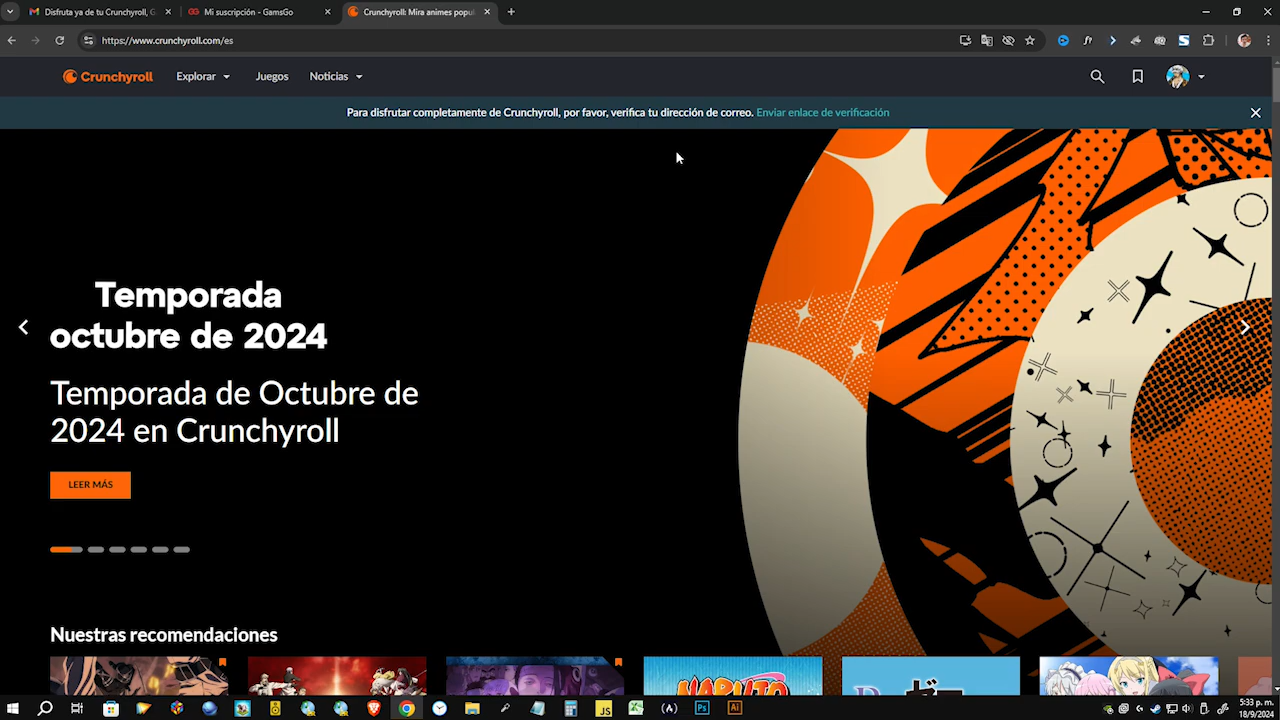 Disfruta ya de tu Crunchyroll, G
Mi suscripción - GamsGo
Crunchyroll: Mira animes popul
https://www.crunchyroll.com/es
Crunchyroll
Explorar
Juegos
Noticias
Para disfrutar completamente de Crunchyroll, por favor, verifica tu dirección de correo. Enviar enlace de verificación
Temporada
octubre de 2024
Temporada de Octubre de
2024 en Crunchyroll
LEER MÁS
Nuestras recomendaciones
NARUTO
5:33 p. m.
18/9/2024